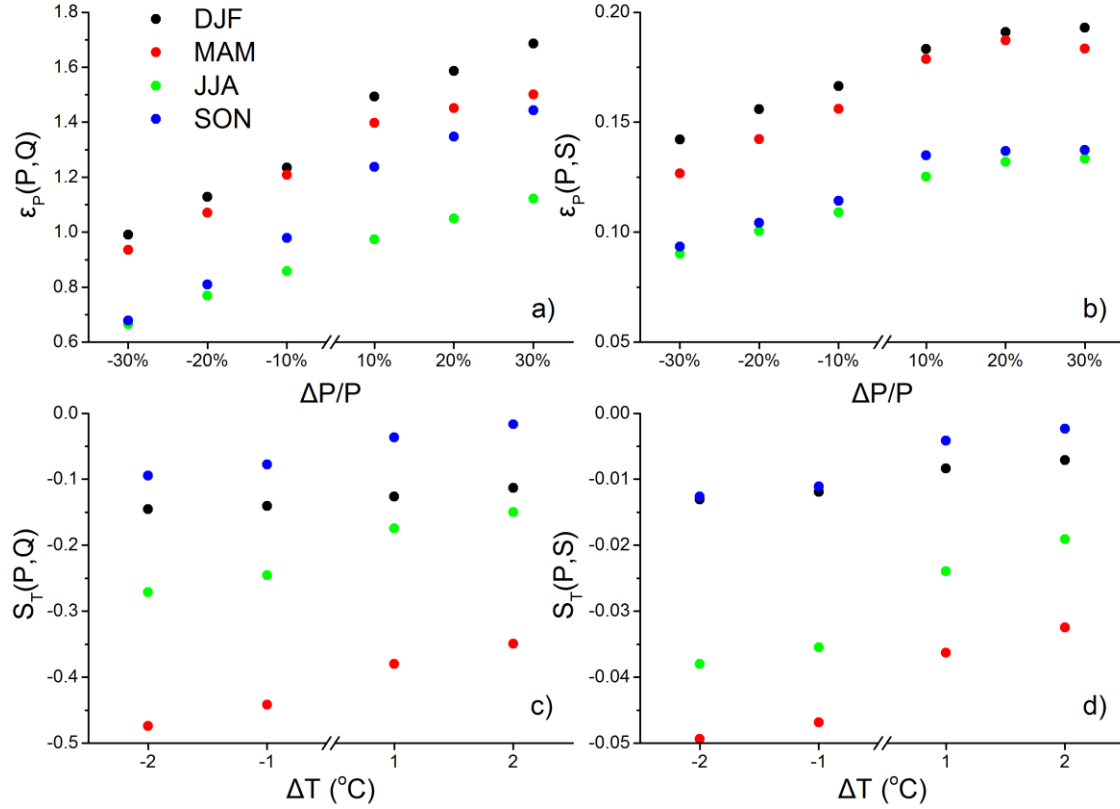 DJF
MAM
JJA
SON
1.8
1.6
1.4
1.2
1.0
0.8
0.6
εP(P,Q)
-30% -20% -10% 10% 20% 30%
ΔP/P
a)
0.20
0.15
0.10
0.05
εP(P,S)
-30% -20% -10% 10% 20% 30%
ΔP/P
b)
0.0
-0.1
-0.2
-0.3
-0.4
-0.5
ST(P,Q)
-2 -1 1 2
ΔT (°C)
c)
0.00
-0.01
-0.02
-0.03
-0.04
-0.05
ST(P,S)
-2 -1 1 2
ΔT (°C)
d)